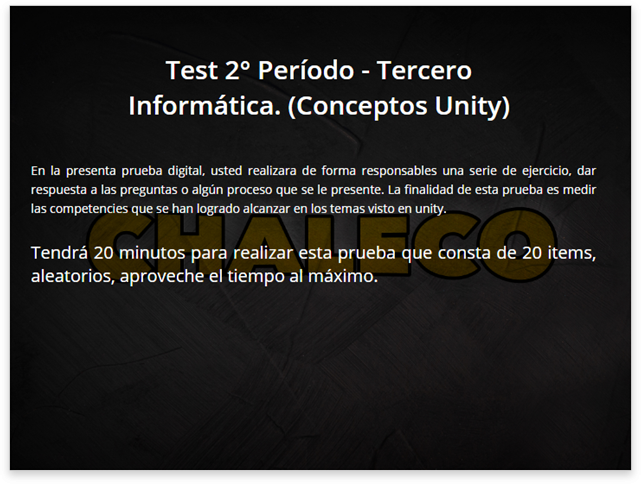 Test 2° Período - Tercero
Informática. (Conceptos Unity)
En la presenta prueba digital, usted realizara de forma responsables una serie de ejercicio, dar
respuesta a las preguntas o algún proceso que se le presente. La finalidad de esta prueba es medir
las competencies que se han logrado alcanzar en los temas visto en unity.
CHALECO
Tendrá 20 minutos para realizar esta prueba que consta de 20 items,
aleatorios, aproveche el tiempo al máximo.